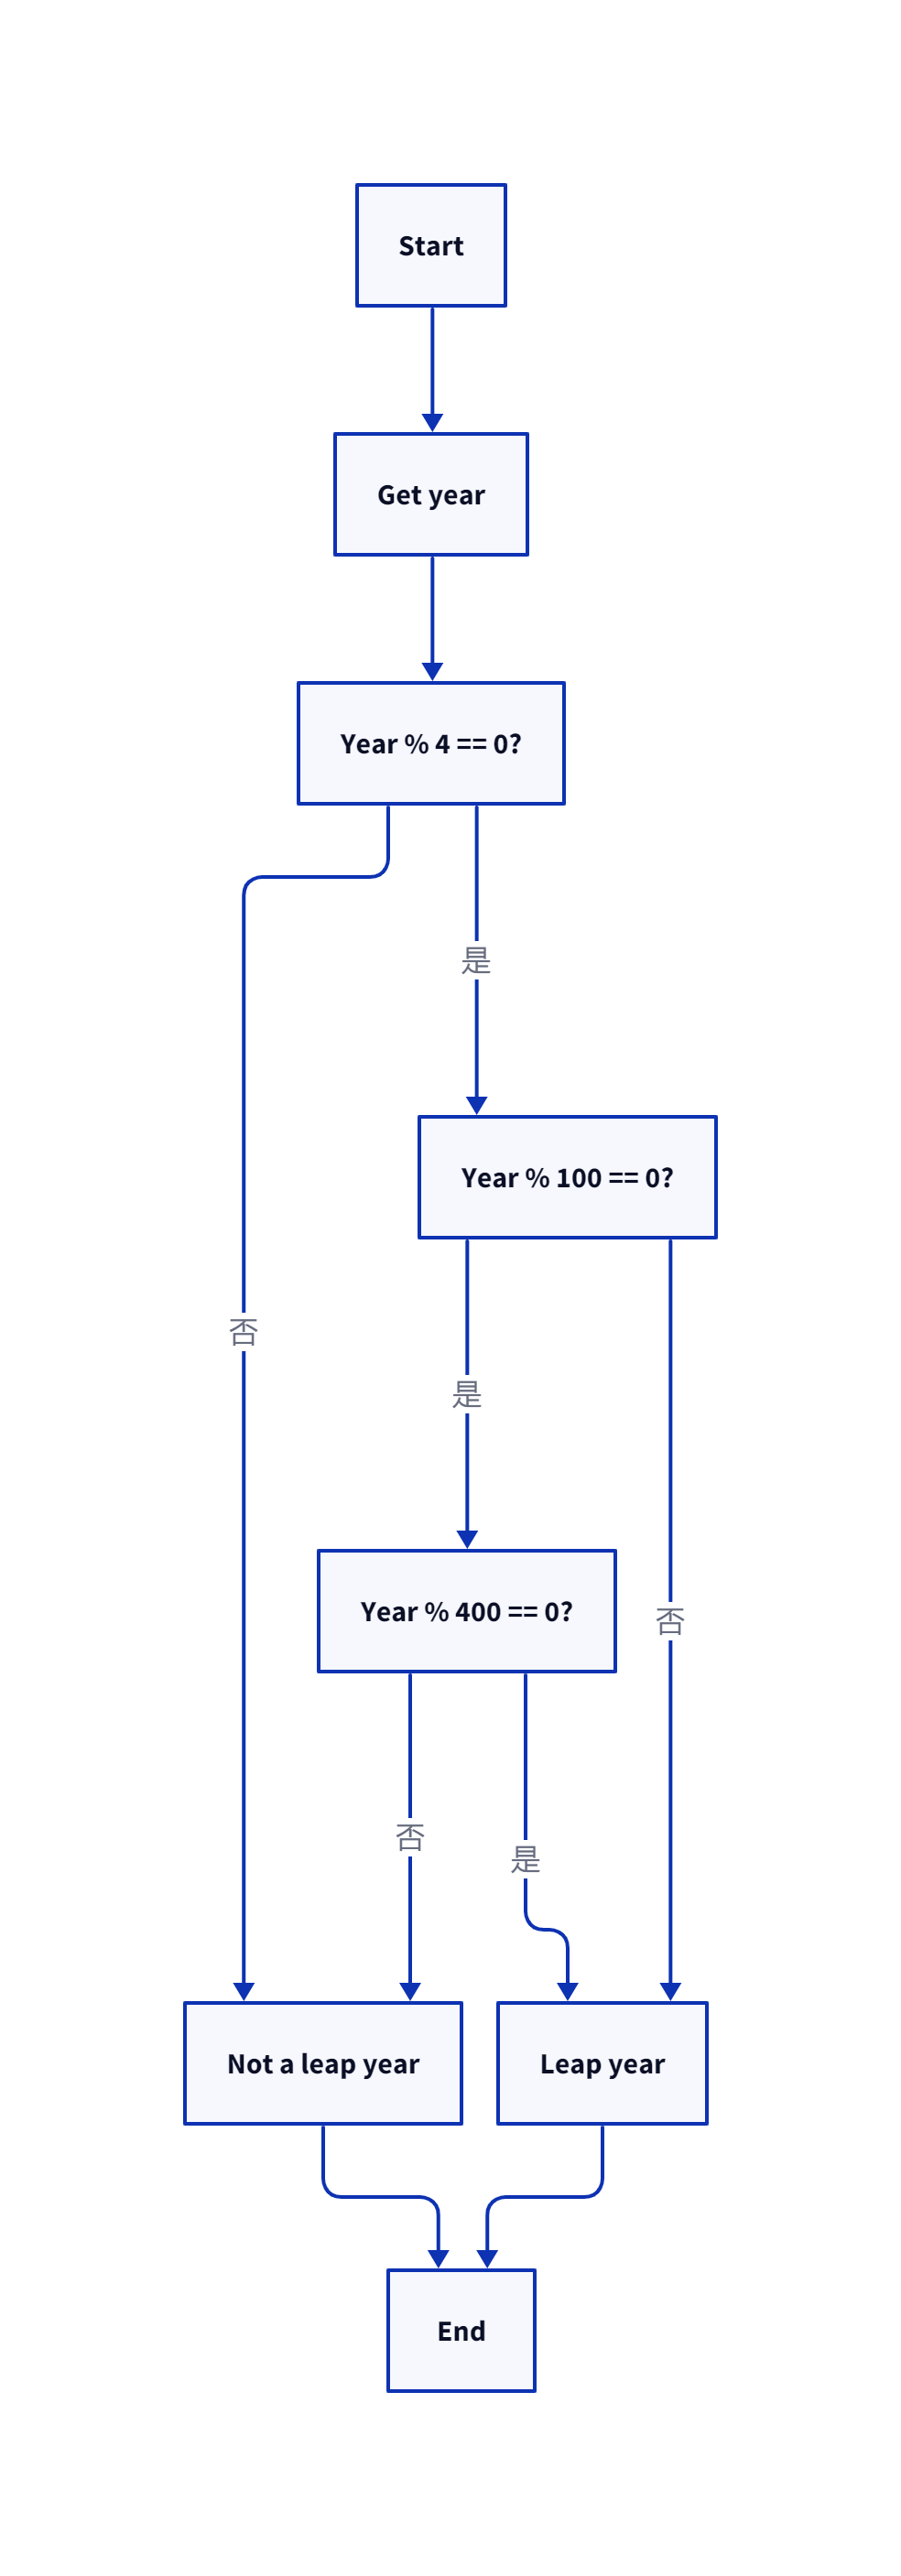 Start
Get year
Year % 4 == 0?
是
Year % 100 == 0?
否
是
Year % 400 == 0?
否
否
是
Not a leap year
Leap year
End